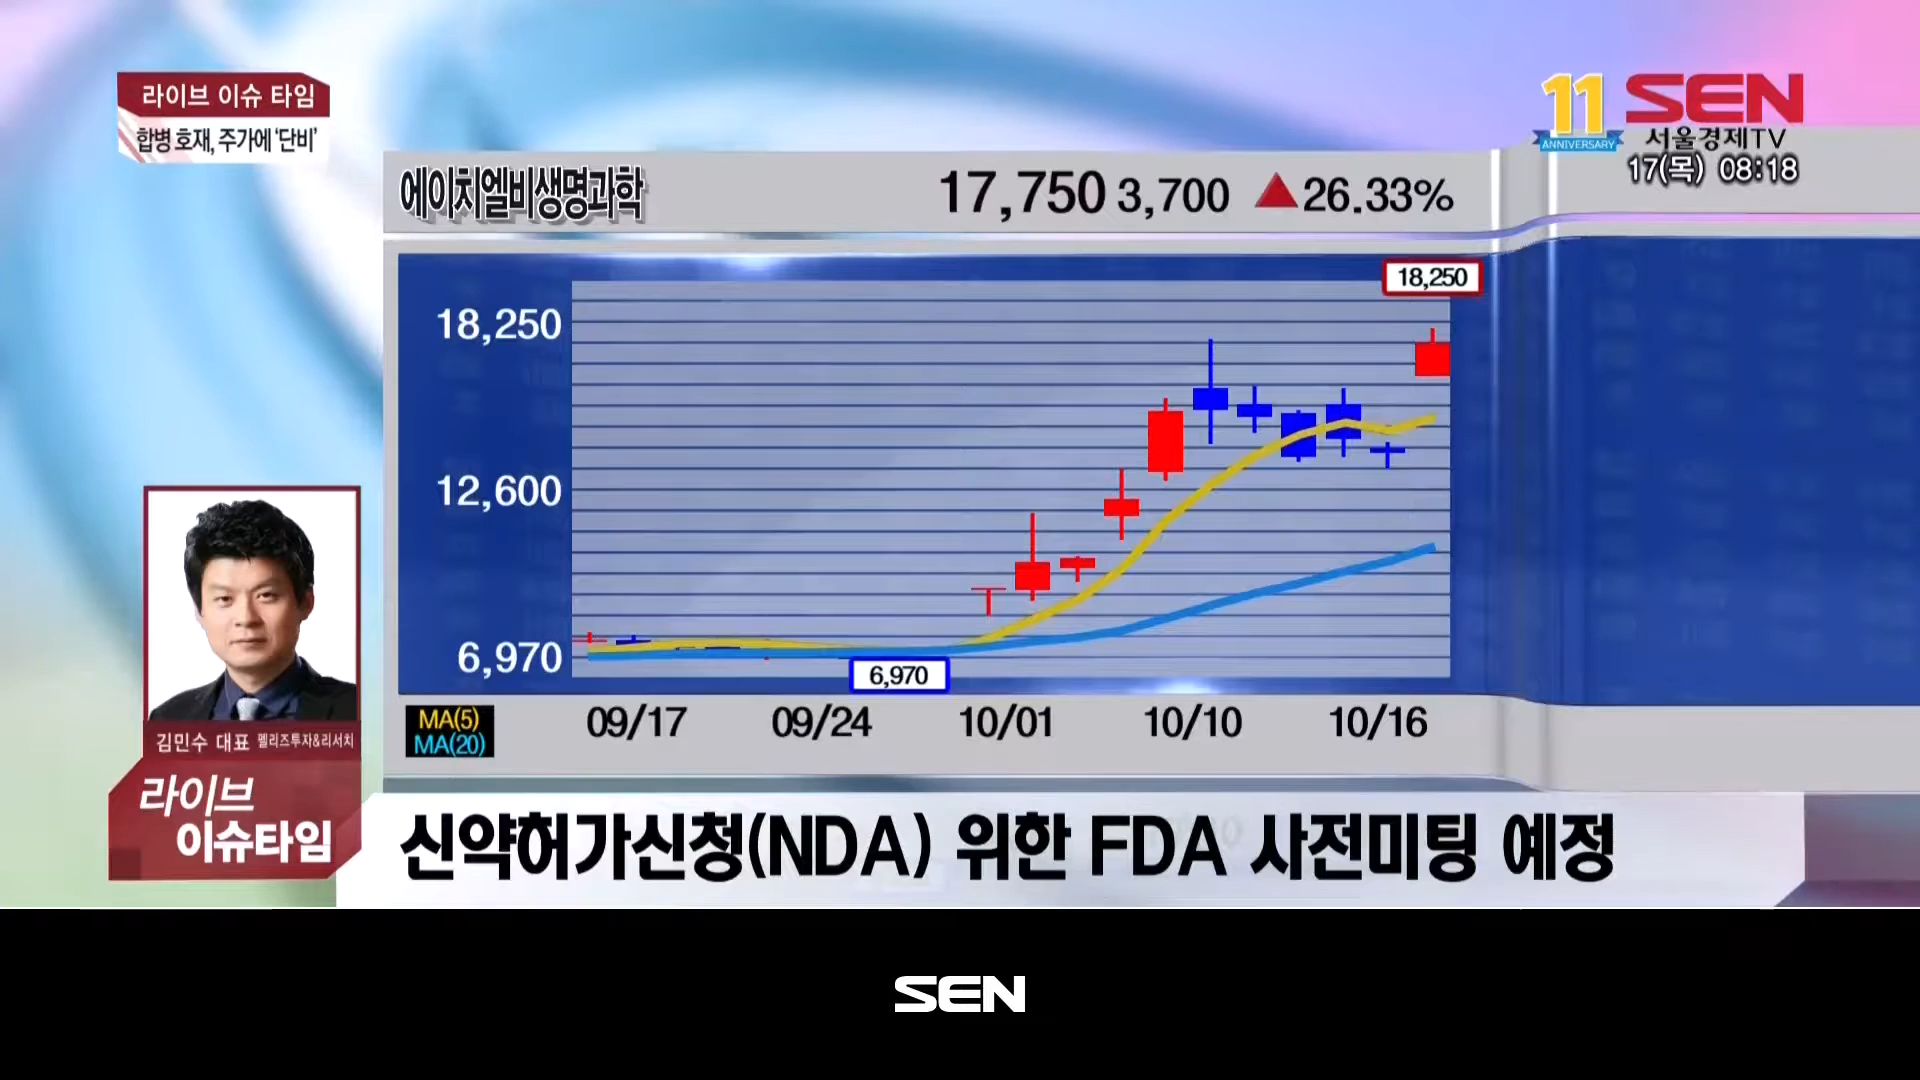 라이브 이슈 타임
합병 호재, 주가에 '단비'
11 SEN
ANNIVERSARY
서울경제TV
17(목) 08:18
에이치엘비생명과학 17,750 3,700 ▲26.33%
18,250
18,250
12,600
6,970
6,970
MA(5)
MA(20)
09/17 09/24 10/01 10/10 10/16
김민수 대표 멜리즈투자&리서치
라이브
이슈타임
신약허가신청(NDA) 위한 FDA 사전미팅 예정
SEN